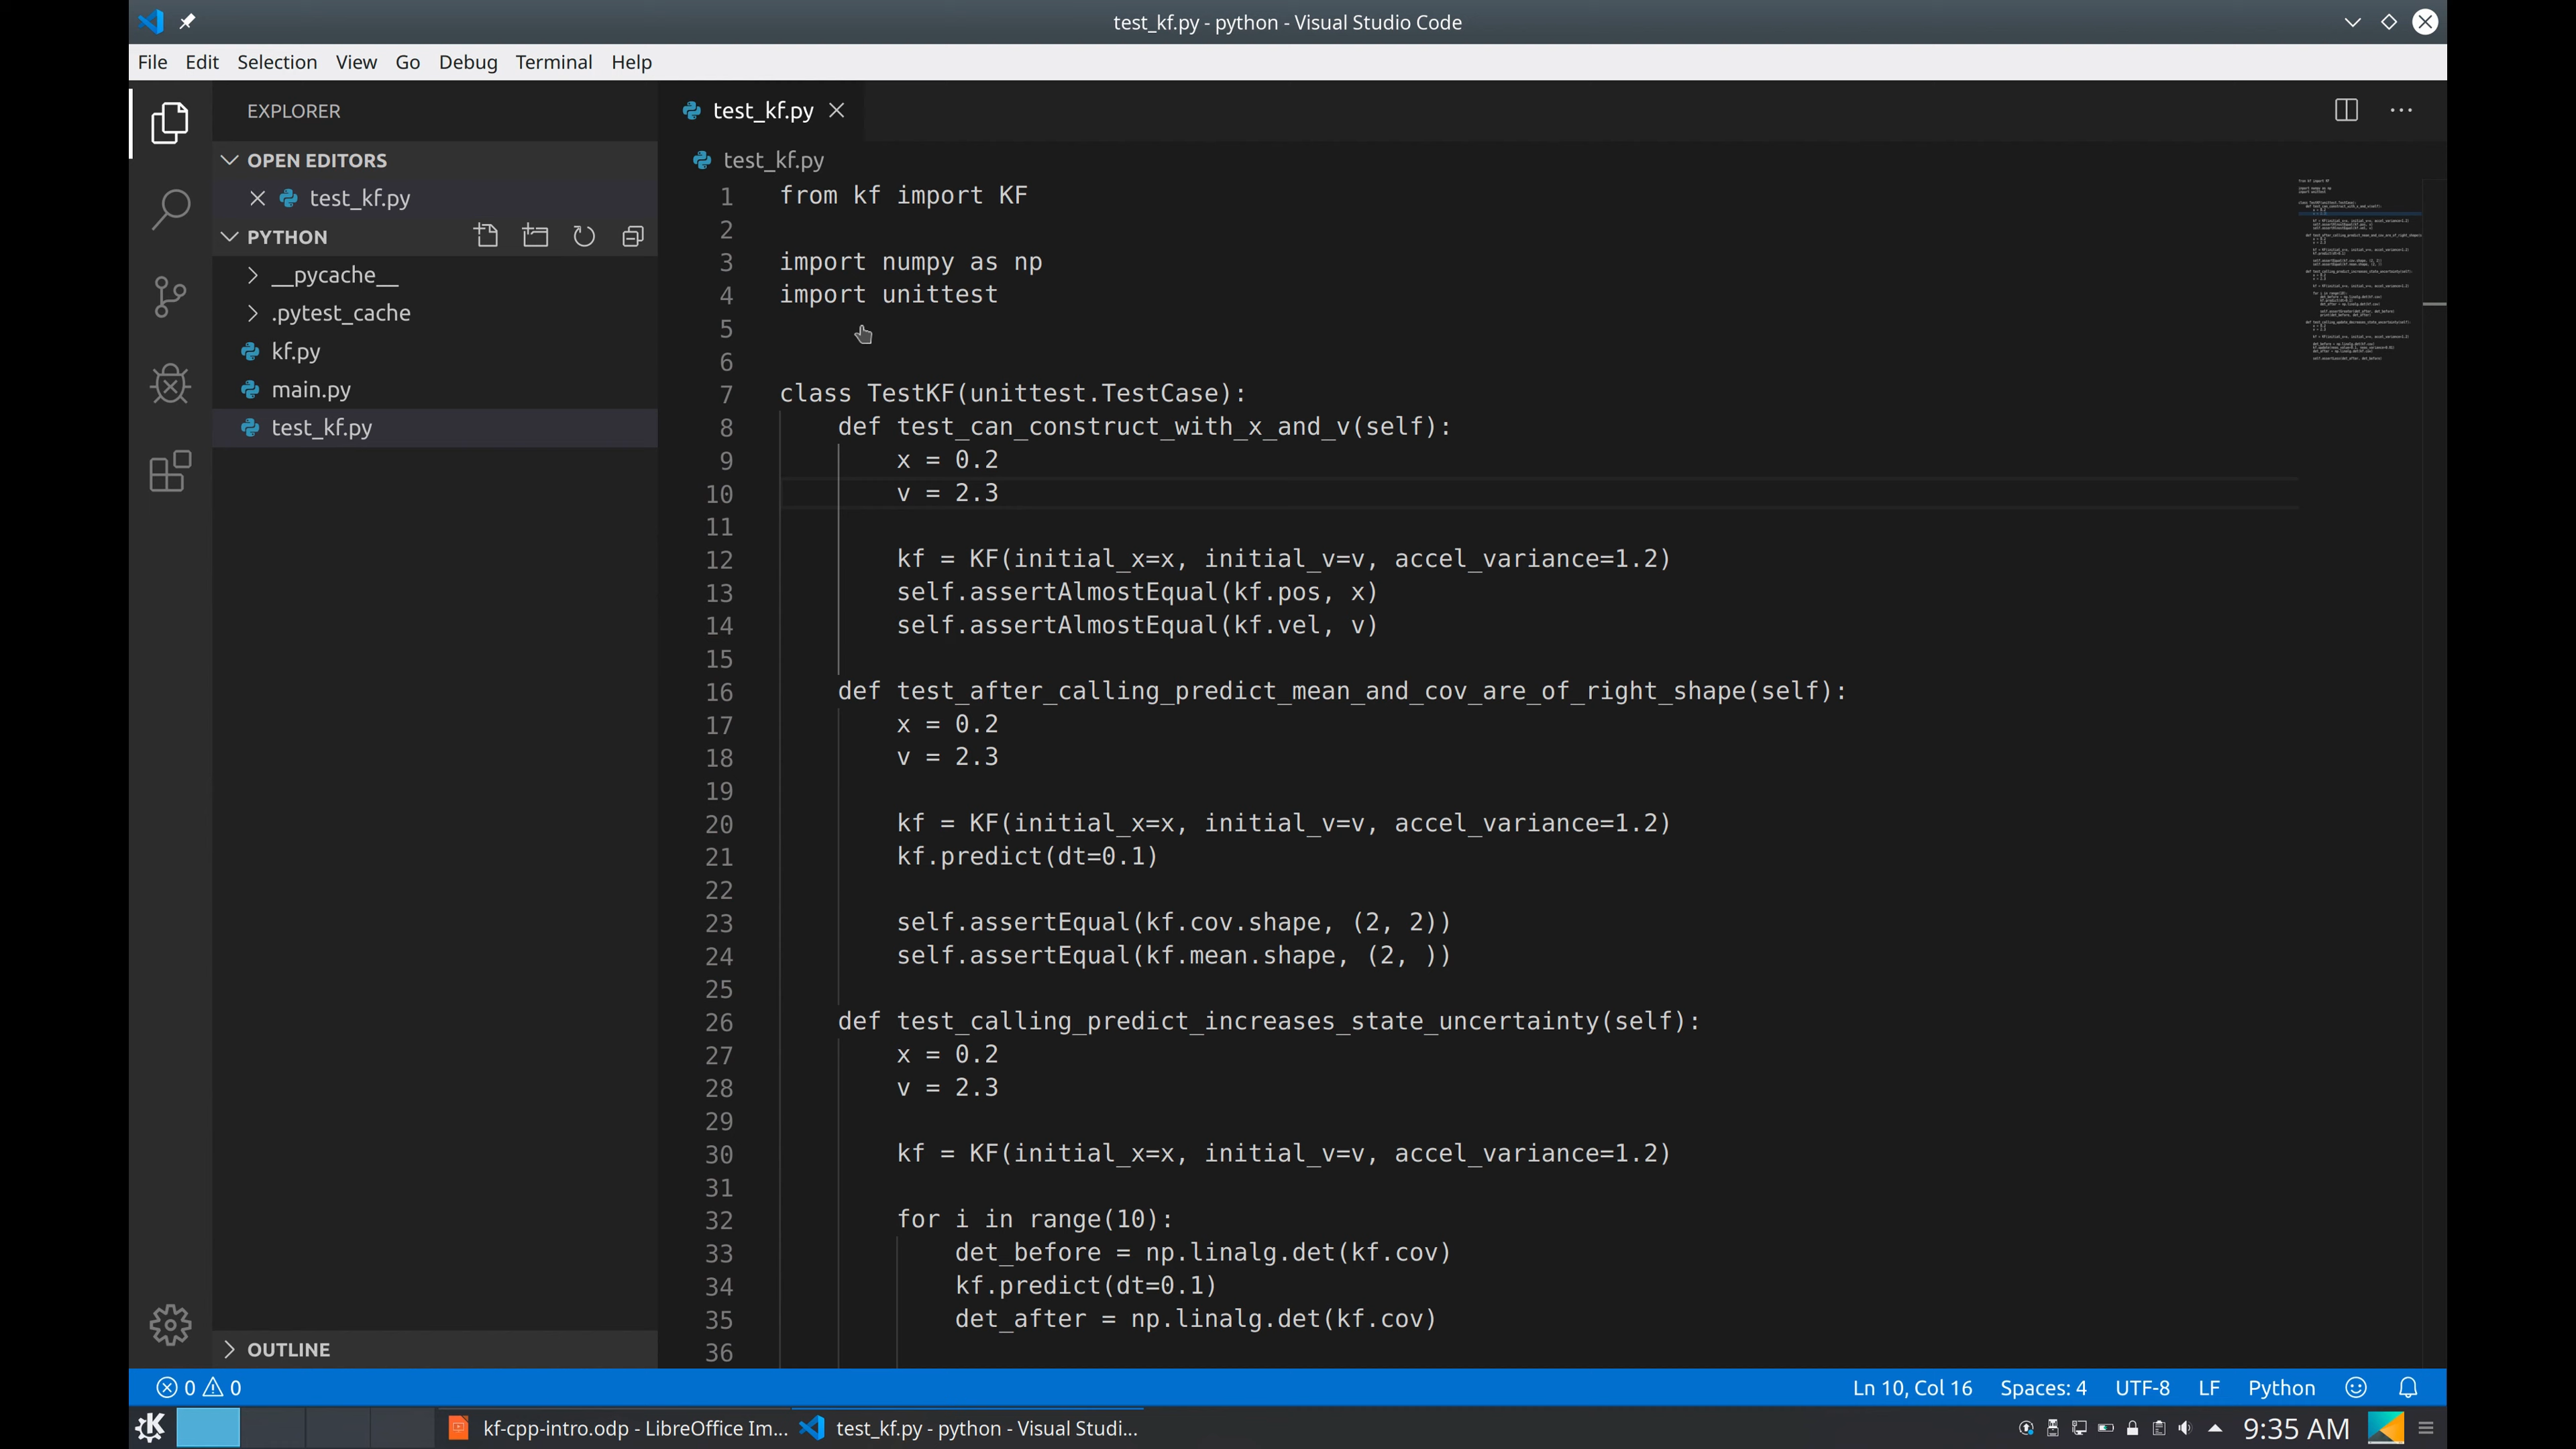 test_kf.py - python - Visual Studio Code
File Edit Selection View Go Debug Terminal Help
EXPLORER
OPEN EDITORS
test_kf.py
PYTHON
__pycache__
.pytest_cache
kf.py
main.py
test_kf.py
OUTLINE
test_kf.py
test_kf.py
1 from kf import KF
2
3 import numpy as np
4 import unittest
5
6
7 class TestKF(unittest.TestCase):
8 def test_can_construct_with_x_and_v(self):
9 x = 0.2
10 v = 2.3
11
12 kf = KF(initial_x=x, initial_v=v, accel_variance=1.2)
13 self.assertAlmostEqual(kf.pos, x)
14 self.assertAlmostEqual(kf.vel, v)
15
16 def test_after_calling_predict_mean_and_cov_are_of_right_shape(self):
17 x = 0.2
18 v = 2.3
19
20 kf = KF(initial_x=x, initial_v=v, accel_variance=1.2)
21 kf.predict(dt=0.1)
22
23 self.assertEqual(kf.cov.shape, (2, 2))
24 self.assertEqual(kf.mean.shape, (2, ))
25
26 def test_calling_predict_increases_state_uncertainty(self):
27 x = 0.2
28 v = 2.3
29
30 kf = KF(initial_x=x, initial_v=v, accel_variance=1.2)
31
32 for i in range(10):
33 det_before = np.linalg.det(kf.cov)
34 kf.predict(dt=0.1)
35 det_after = np.linalg.det(kf.cov)
36
0 0 Ln 10, Col 16 Spaces: 4 UTF-8 LF Python
kf-cpp-intro.odp - LibreOffice Im... test_kf.py - python - Visual Studi... 9:35 AM